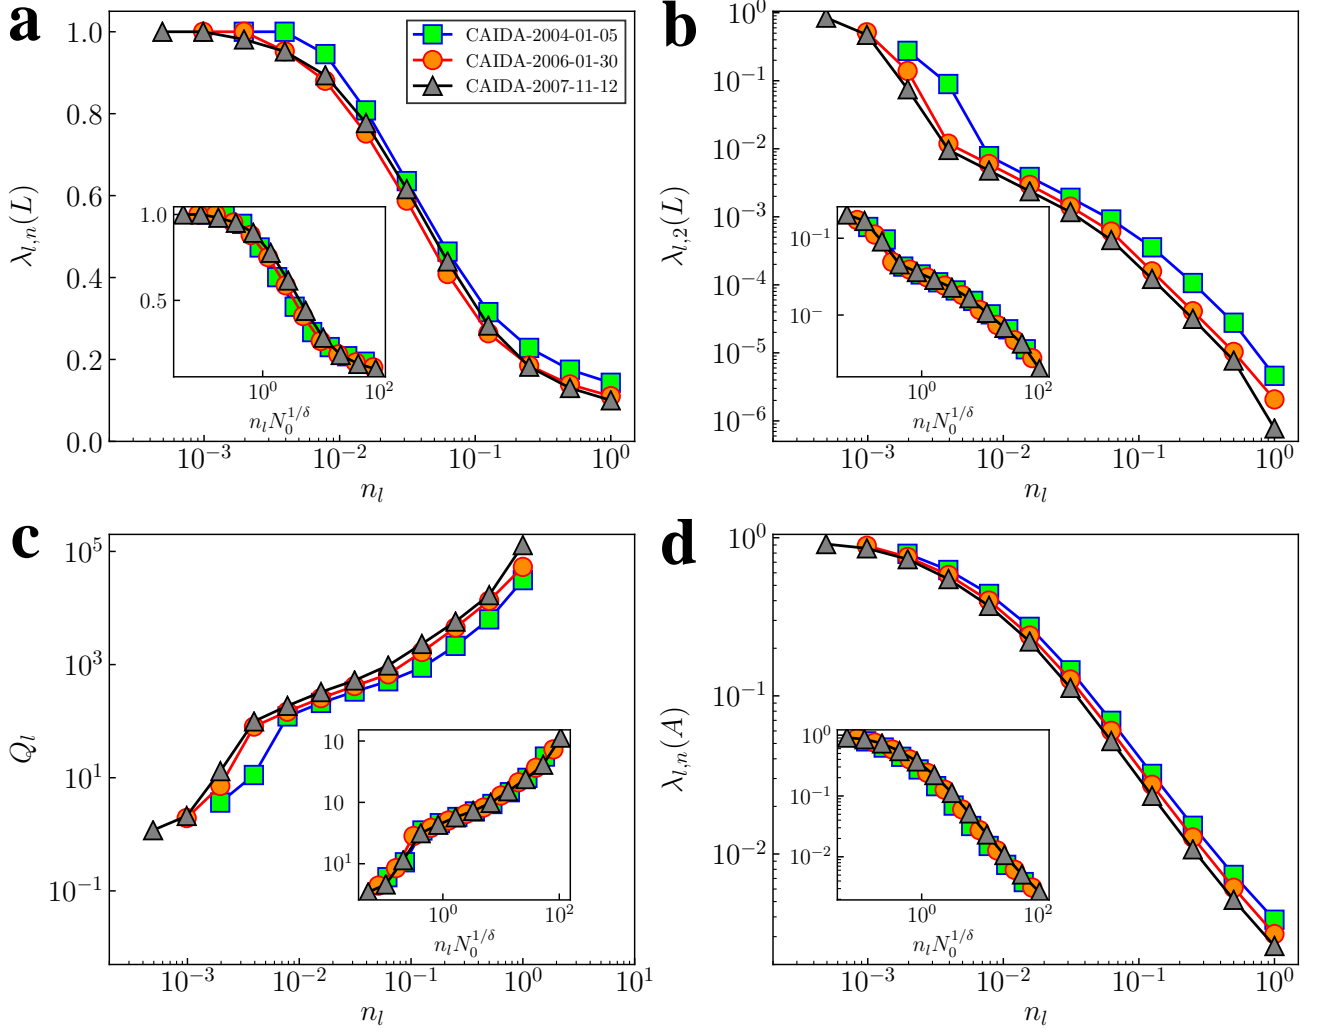 a
1.0
0.8
0.6
0.4
0.2
0.0
λ_{l,n}(L)
CAIDA-2004-01-05
CAIDA-2006-01-30
CAIDA-2007-11-12
1.0
0.5
10^0 10^2
n_l N_0^{1/δ}
10^{-3} 10^{-2} 10^{-1} 10^0
n_l
b
10^0
10^{-1}
10^{-2}
10^{-3}
10^{-4}
10^{-5}
10^{-6}
λ_{l,2}(L)
10^{-1}
10^{-}
10^0 10^2
n_l N_0^{1/δ}
10^{-3} 10^{-2} 10^{-1} 10^0
n_l
c
10^5
10^3
10^1
10^{-1}
Q_l
10
10
10^1
10^0 10^2
n_l N_0^{1/δ}
10^{-3} 10^{-2} 10^{-1} 10^0 10^1
n_l
d
10^0
10^{-1}
10^{-2}
λ_{l,n}(A)
10^0
10^{-1}
10^{-2}
10^0 10^2
n_l N_0^{1/δ}
10^{-3} 10^{-2} 10^{-1} 10^0
n_l